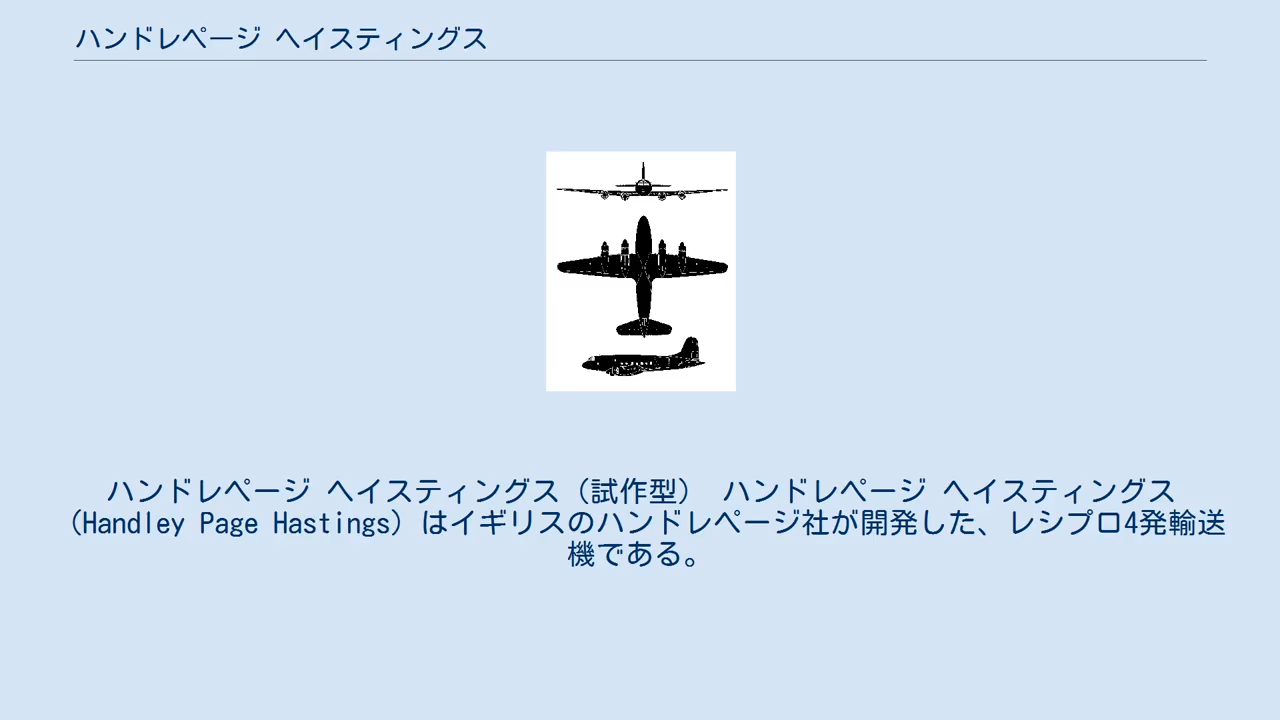 ハンドレページ ヘイスティングス
ハンドレページ ヘイスティングス（試作型） ハンドレページ ヘイスティングス
（Handley Page Hastings）はイギリスのハンドレページ社が開発した、レシプロ4発輸送
機である。